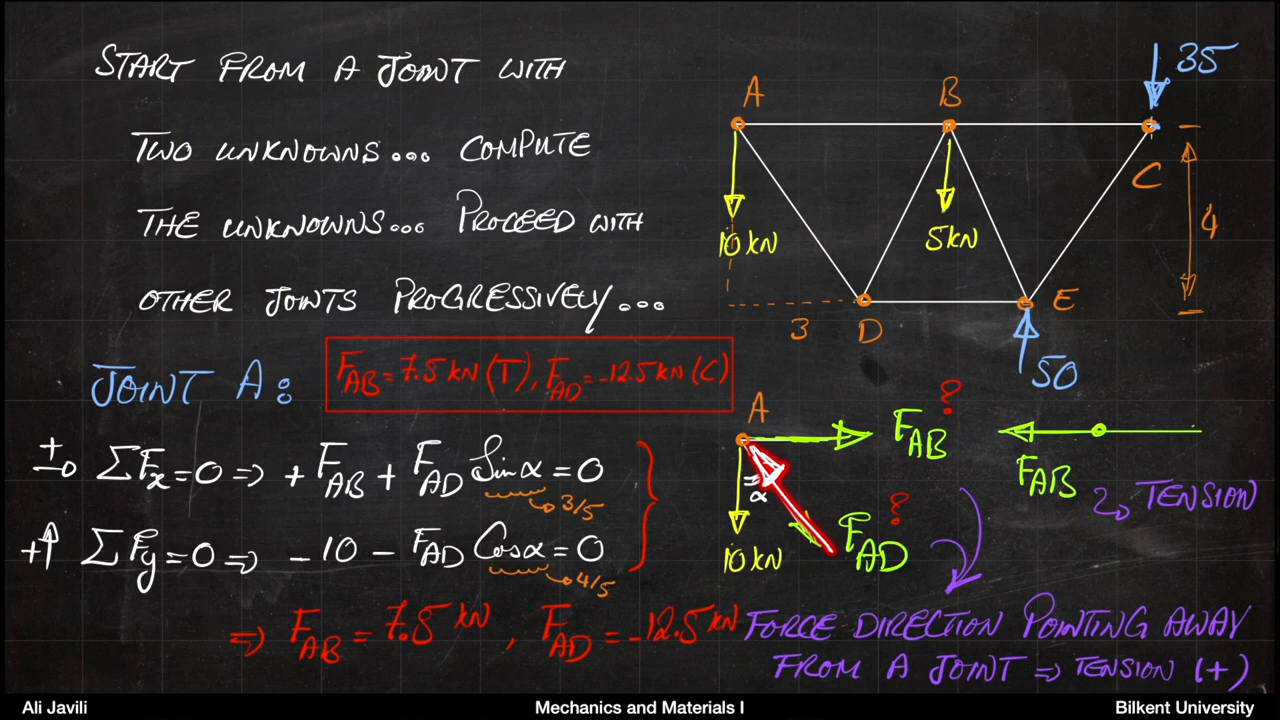 START FROM A JOINT WITH
TWO UNKNOWNS... COMPUTE
THE UNKNOWNS... PROCEED WITH
OTHER JOINTS PROGRESSIVELY...
35
A
B
C
10 kN
5 kN
4
3
D
E
50
JOINT A:
F_AB = 7.5 kN (T), F_AD = -12.5 kN (C)
+ ΣFx = 0 ⇒ + F_AB + F_AD Sin α = 0
3/5
+↑ ΣFy = 0 ⇒ - 10 - F_AD Cos α = 0
4/5
⇒ F_AB = 7.5 kN, F_AD = -12.5 kN
A
F_AB
?
α
10 kN
F_AD
?
F_AB
↳ TENSION
FORCE DIRECTION POINTING AWAY
FROM A JOINT ⇒ TENSION (+)
Ali Javili
Mechanics and Materials I
Bilkent University